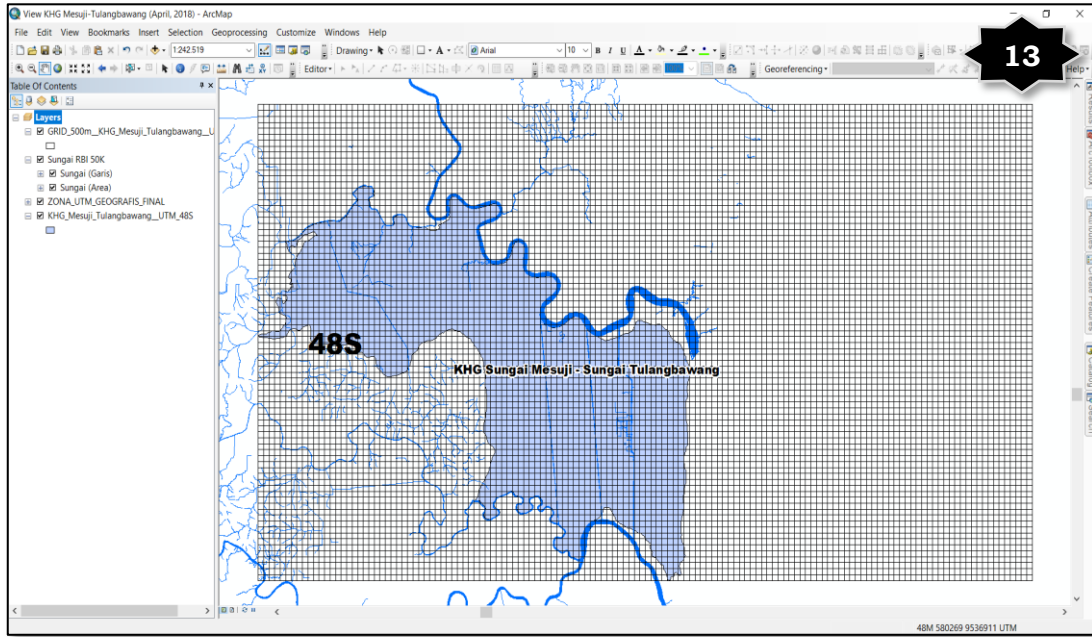 View KHG Mesuji-Tulangbawang (April, 2018) - ArcMap
File Edit View Bookmarks Insert Selection Geoprocessing Customize Windows Help
1:242.519 Drawing Arial 10 B I U A
Editor Georeferencing Help
13
Table Of Contents
Layers
GRID_500m__KHG_Mesuji_Tulangbawang__U
Sungai RBI 50K
Sungai (Garis)
Sungai (Area)
ZONA_UTM_GEOGRAFIS_FINAL
KHG_Mesuji_Tulangbawang__UTM_48S
48S
KHG Sungai Mesuji - Sungai Tulangbawang
48M 580269 9536911 UTM